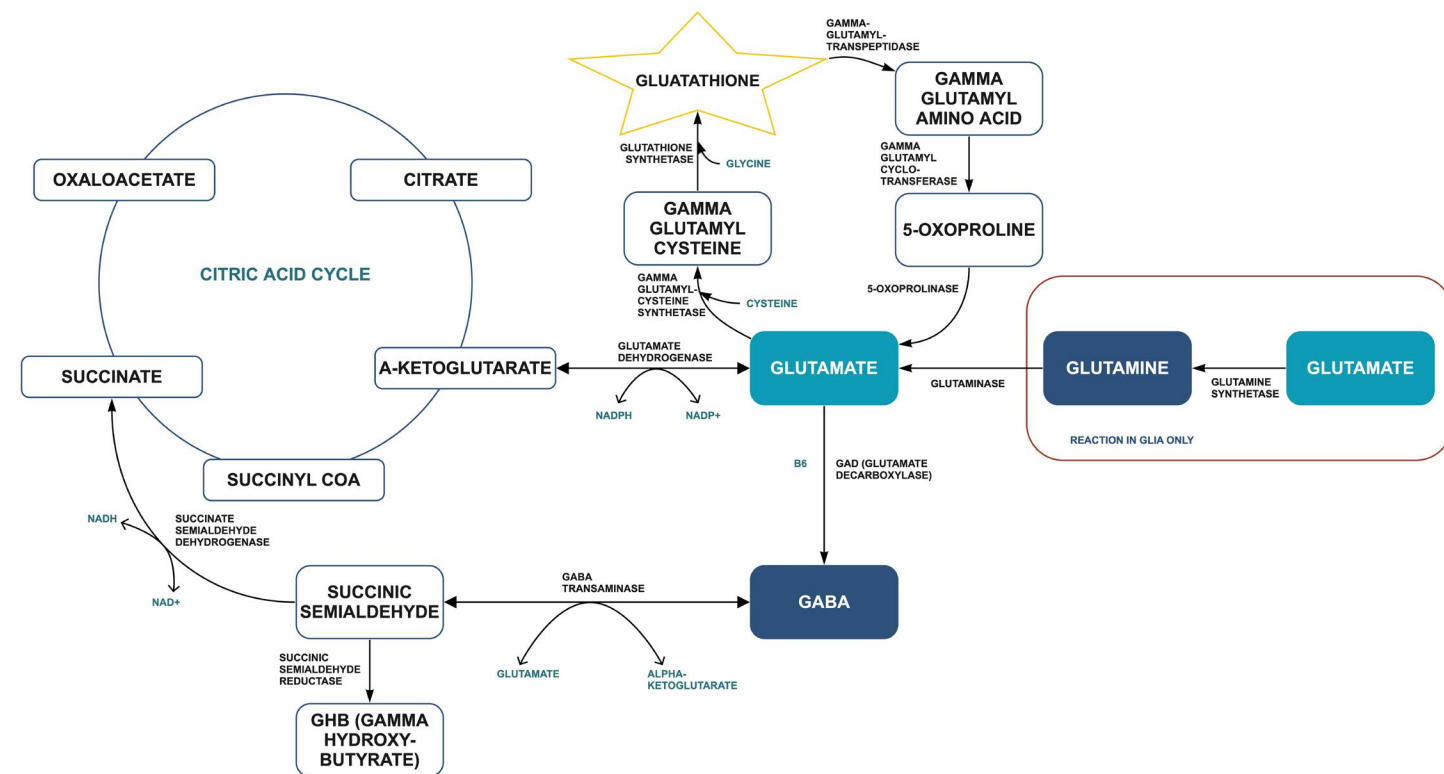 GAMMA-
GLUTAMYL-
TRANSPEPTIDASE
GLUATATHIONE
GAMMA
GLUTAMYL
AMINO ACID
GLUTATHIONE
SYNTHETASE
GLYCINE
GAMMA
GLUTAMYL
CYCLO-
TRANSFERASE
OXALOACETATE
CITRATE
GAMMA
GLUTAMYL
CYSTEINE
5-OXOPROLINE
CITRIC ACID CYCLE
GAMMA
GLUTAMYL-
CYSTEINE
SYNTHETASE
CYSTEINE
5-OXOPROLINASE
SUCCINATE
A-KETOGLUTARATE
GLUTAMATE
DEHYDROGENASE
NADPH
NADP+
GLUTAMATE
GLUTAMINASE
GLUTAMINE
GLUTAMINE
SYNTHETASE
GLUTAMATE
REACTION IN GLIA ONLY
SUCCINYL COA
B6
GAD (GLUTAMATE
DECARBOXYLASE)
NADH
SUCCINATE
SEMIALDEHYDE
DEHYDROGENASE
NAD+
SUCCINIC
SEMIALDEHYDE
GABA
TRANSAMINASE
GABA
GLUTAMATE
ALPHA-
KETOGLUTARATE
SUCCINIC
SEMIALDEHYDE
REDUCTASE
GHB (GAMMA
HYDROXY-
BUTYRATE)